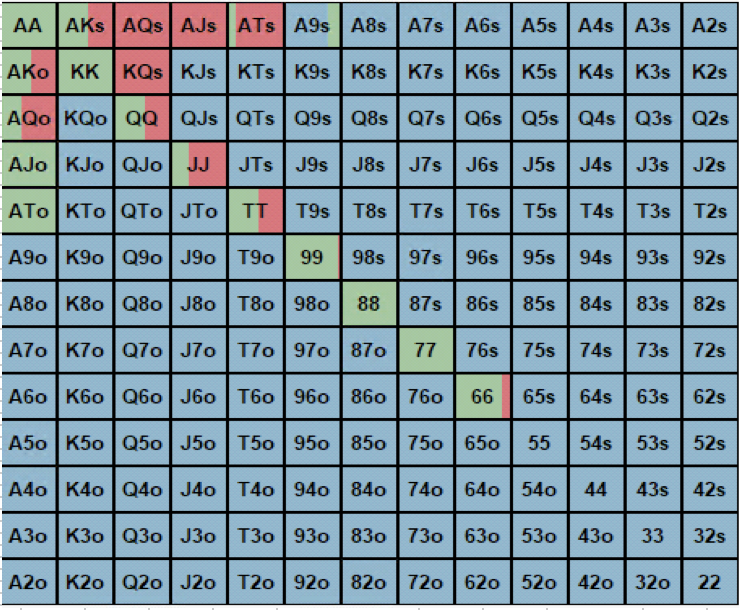 AA AKs AQs AJs ATs A9s A8s A7s A6s A5s A4s A3s A2s
AKo KK KQs KJs KTs K9s K8s K7s K6s K5s K4s K3s K2s
AQo KQo QQ QJs QTs Q9s Q8s Q7s Q6s Q5s Q4s Q3s Q2s
AJo KJo QJo JJ JTs J9s J8s J7s J6s J5s J4s J3s J2s
ATo KTo QTo JTo TT T9s T8s T7s T6s T5s T4s T3s T2s
A9o K9o Q9o J9o T9o 99 98s 97s 96s 95s 94s 93s 92s
A8o K8o Q8o J8o T8o 98o 88 87s 86s 85s 84s 83s 82s
A7o K7o Q7o J7o T7o 97o 87o 77 76s 75s 74s 73s 72s
A6o K6o Q6o J6o T6o 96o 86o 76o 66 65s 64s 63s 62s
A5o K5o Q5o J5o T5o 95o 85o 75o 65o 55 54s 53s 52s
A4o K4o Q4o J4o T4o 94o 84o 74o 64o 54o 44 43s 42s
A3o K3o Q3o J3o T3o 93o 83o 73o 63o 53o 43o 33 32s
A2o K2o Q2o J2o T2o 92o 82o 72o 62o 52o 42o 32o 22